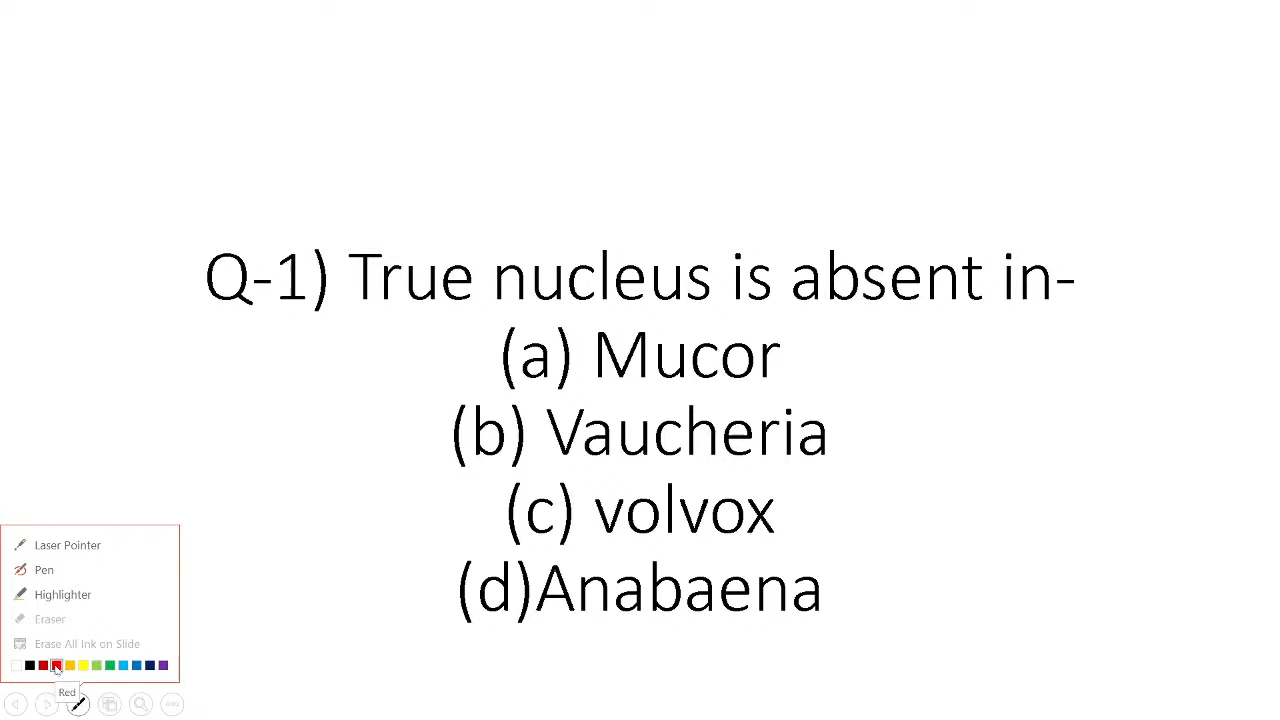 Q-1) True nucleus is absent in-
(a) Mucor
(b) Vaucheria
(c) volvox
(d)Anabaena
Laser Pointer
Pen
Highlighter
Eraser
Erase All Ink on Slide
Red